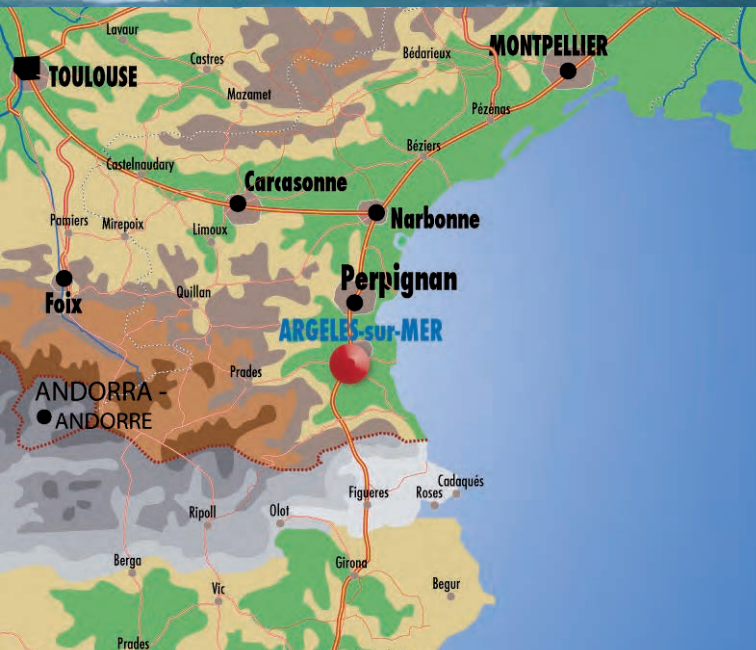 Lavaur
MONTPELLIER
Bédarieux
Castres
TOULOUSE
Mazamet
Pézenas
Béziers
Castelnaudary
Carcasonne
Narbonne
Pamiers
Mirepoix
Limoux
Foix
Quillan
Perpignan
ARGELES-sur-MER
Prades
ANDORRA -
ANDORRE
Cadaqués
Figueres
Roses
Ripoll
Olot
Berga
Girona
Vic
Begur
Prades